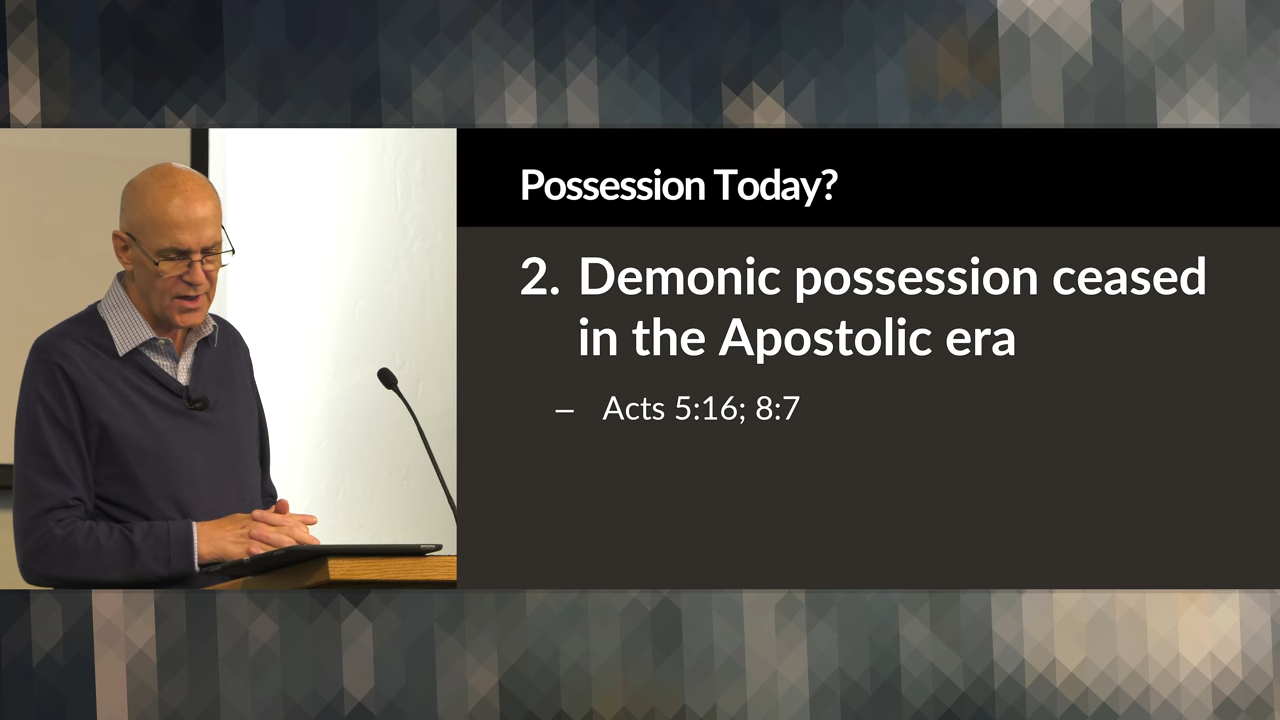 Possession Today?
2. Demonic possession ceased
in the Apostolic era
– Acts 5:16; 8:7